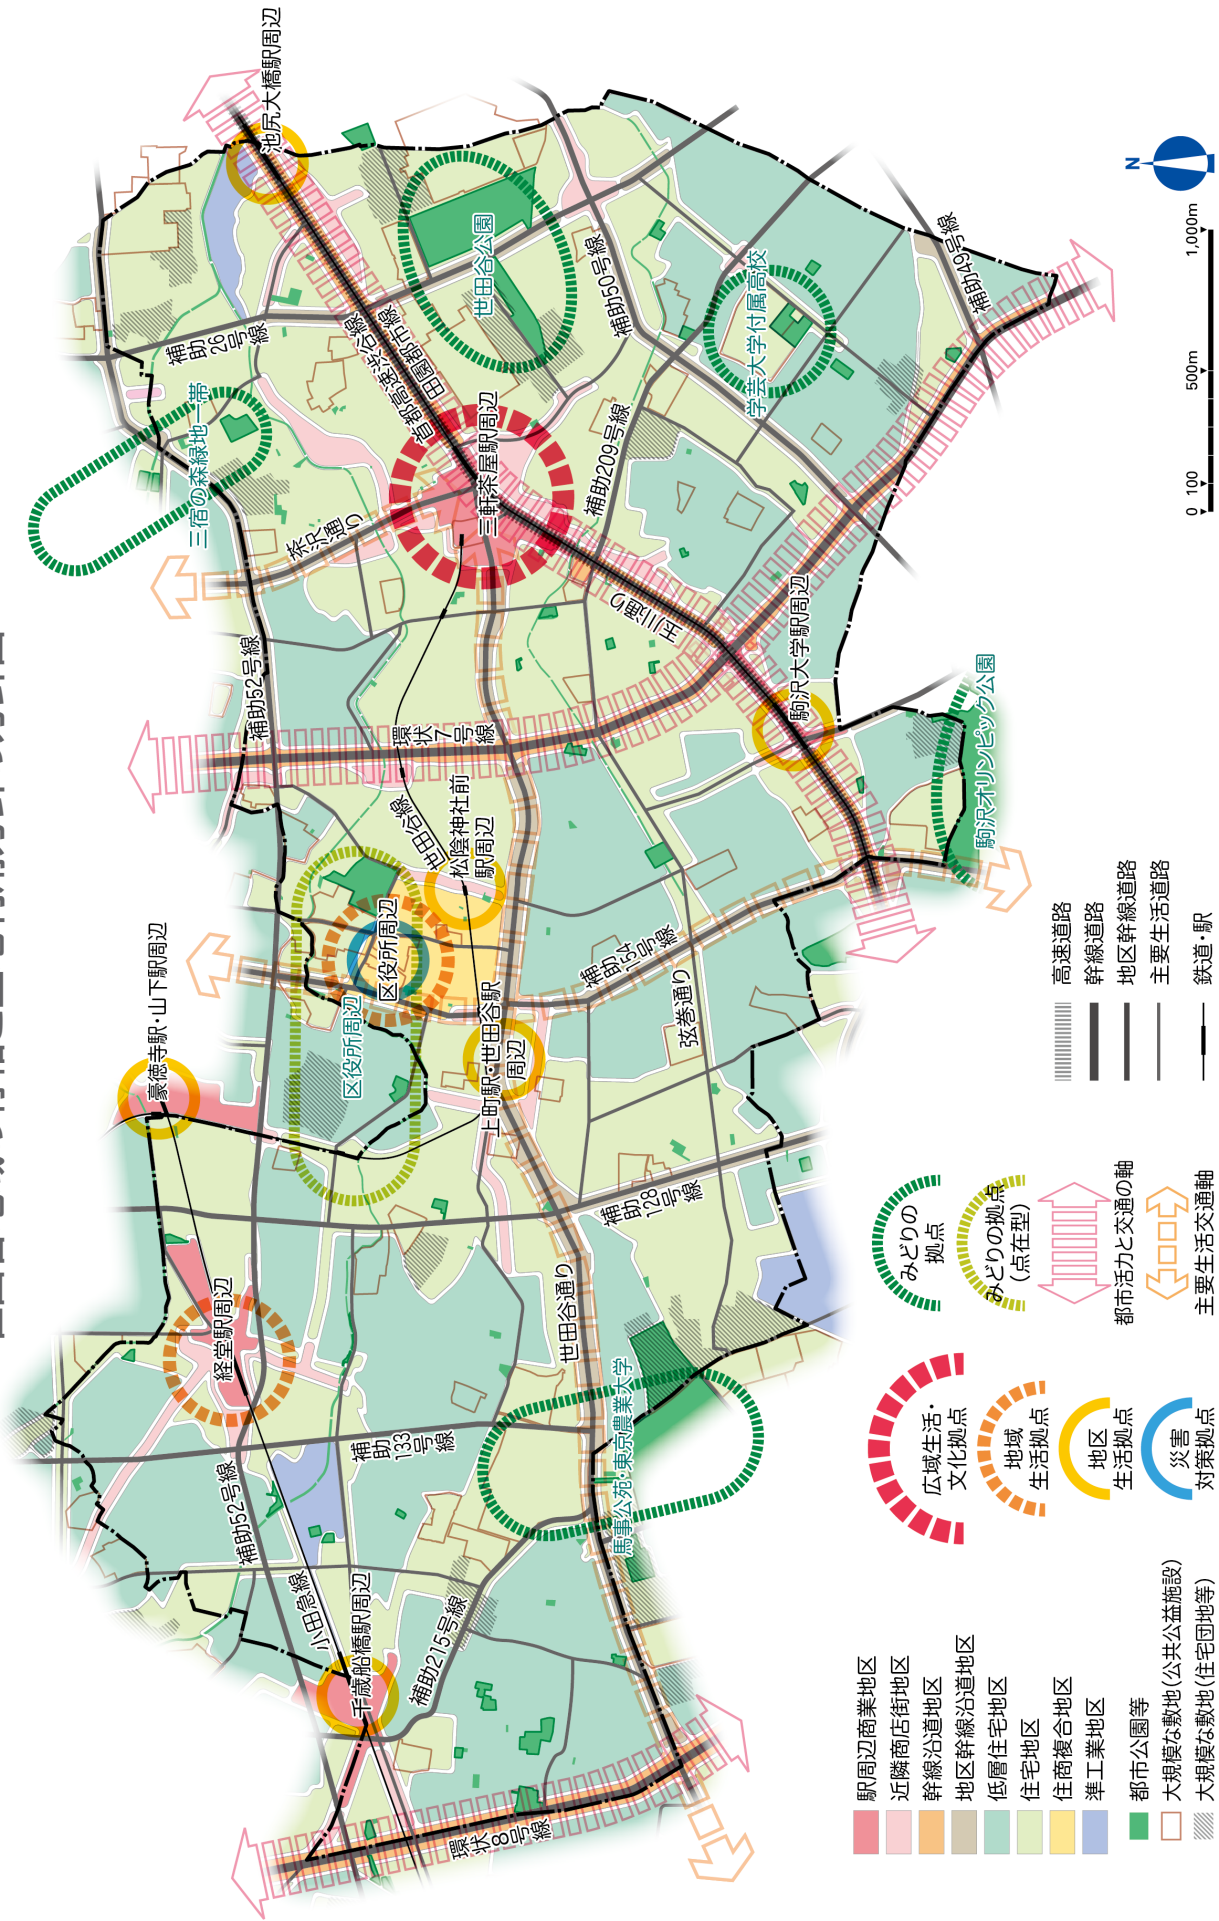 池尻大橋駅周辺
補助
26
号
線
首都高速渋谷線
田園都市線
世田谷公園
補助50号線
学芸大学付属高校
補助49号線
三宿の森緑地一帯
三軒茶屋駅周辺
補助209号線
茶沢通り
玉川通り
補助52号線
環状
7
号
線
駒沢大学駅周辺
駒沢オリンピック公園
世田谷線
松陰神社前
駅周辺
区役所周辺
区役所周辺
補助154
号線
弦巻通り
上町駅・世田谷駅
周辺
豪徳寺駅・山下駅周辺
補助
128
号線
世田谷通り
経堂駅周辺
補助
133
号線
馬事公苑・東京農業大学
補助52号線
小田急線
千歳船橋駅周辺
補助215号線
環状
8
号線
N
0
100
500m
1,000m
駅周辺商業地区
近隣商店街地区
幹線沿道地区
地区幹線沿道地区
低層住宅地区
住宅地区
住商複合地区
準工業地区
都市公園等
大規模な敷地（公共公益施設）
大規模な敷地（住宅団地等）
広域生活・
文化拠点
地域
生活拠点
地区
生活拠点
災害
対策拠点
みどりの
拠点
みどりの拠点
（点在型）
都市活力と交通の軸
主要生活交通軸
高速道路
幹線道路
地区幹線道路
主要生活道路
鉄道・駅